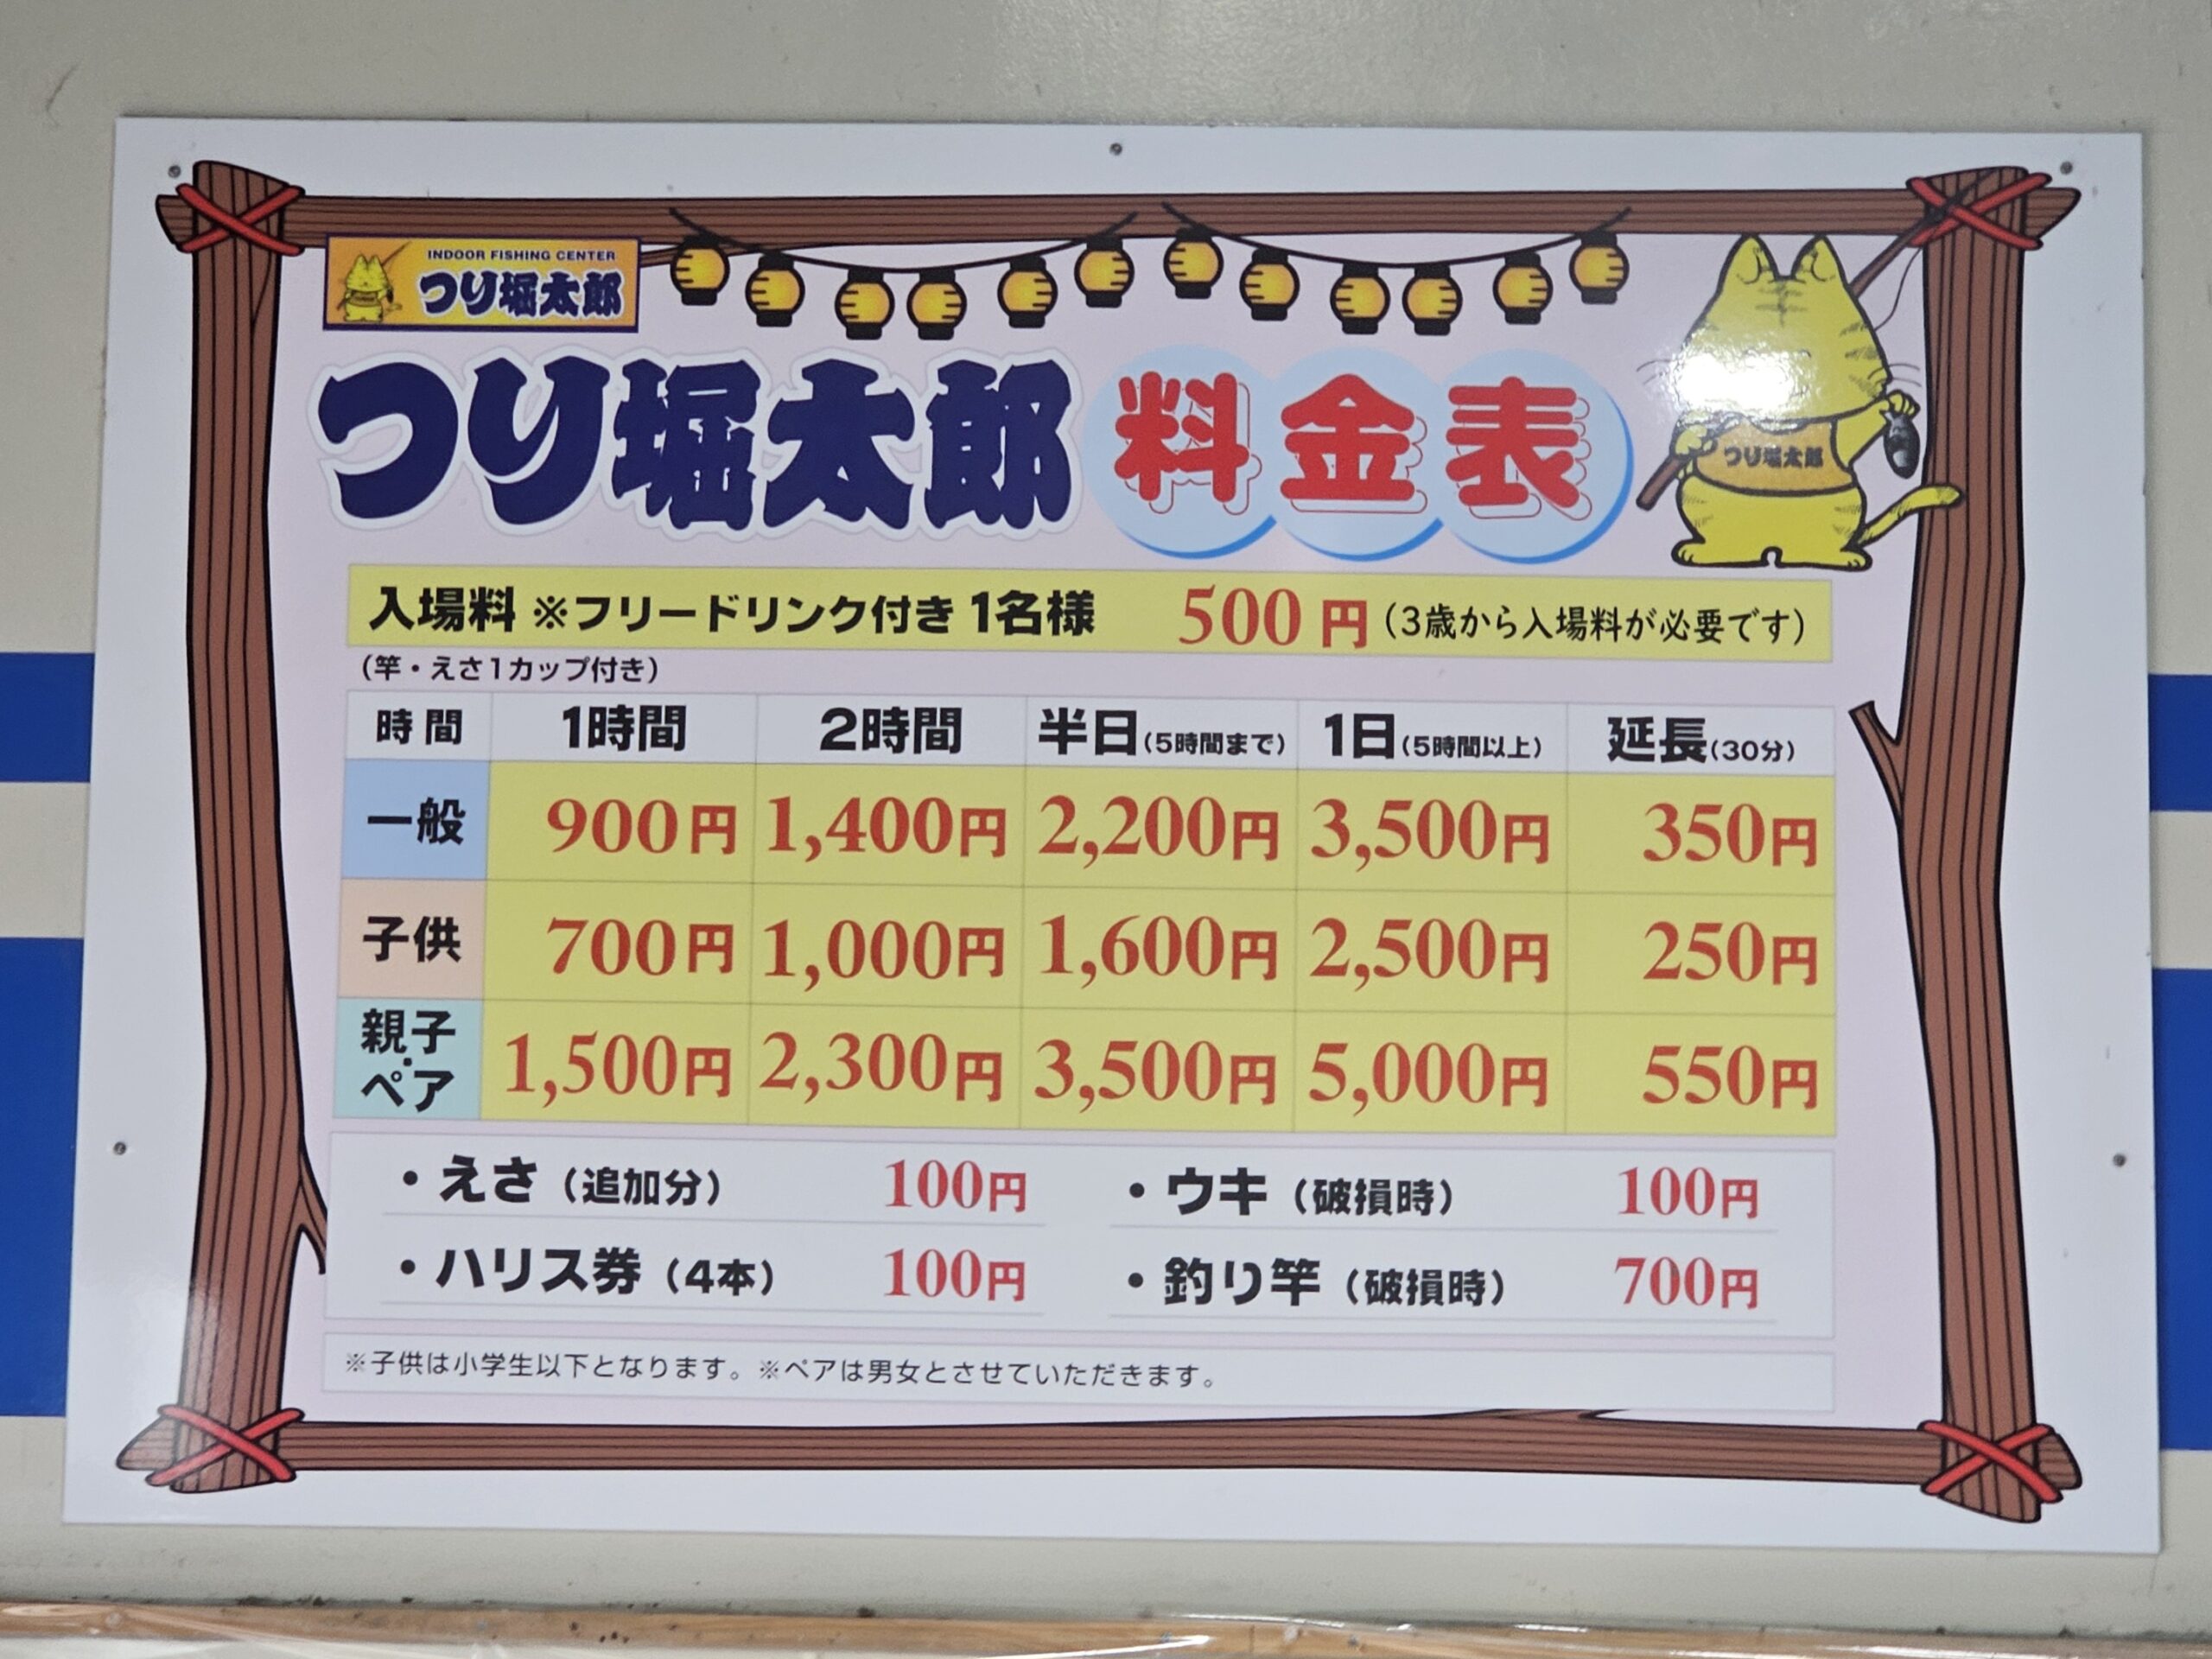 INDOOR FISHING CENTER
つり堀太郎
つり堀太郎 料金表
つり堀太郎
入場料 ※フリードリンク付き 1名様 500円 (3歳から入場料が必要です)
(竿・えさ1カップ付き)
時間 1時間 2時間 半日(5時間まで) 1日(5時間以上) 延長(30分)
一般 900円 1,400円 2,200円 3,500円 350円
子供 700円 1,000円 1,600円 2,500円 250円
親子・ペア 1,500円 2,300円 3,500円 5,000円 550円
・えさ(追加分) 100円 ・ウキ(破損時) 100円
・ハリス券(4本) 100円 ・釣り竿(破損時) 700円
※子供は小学生以下となります。※ペアは男女とさせていただきます。